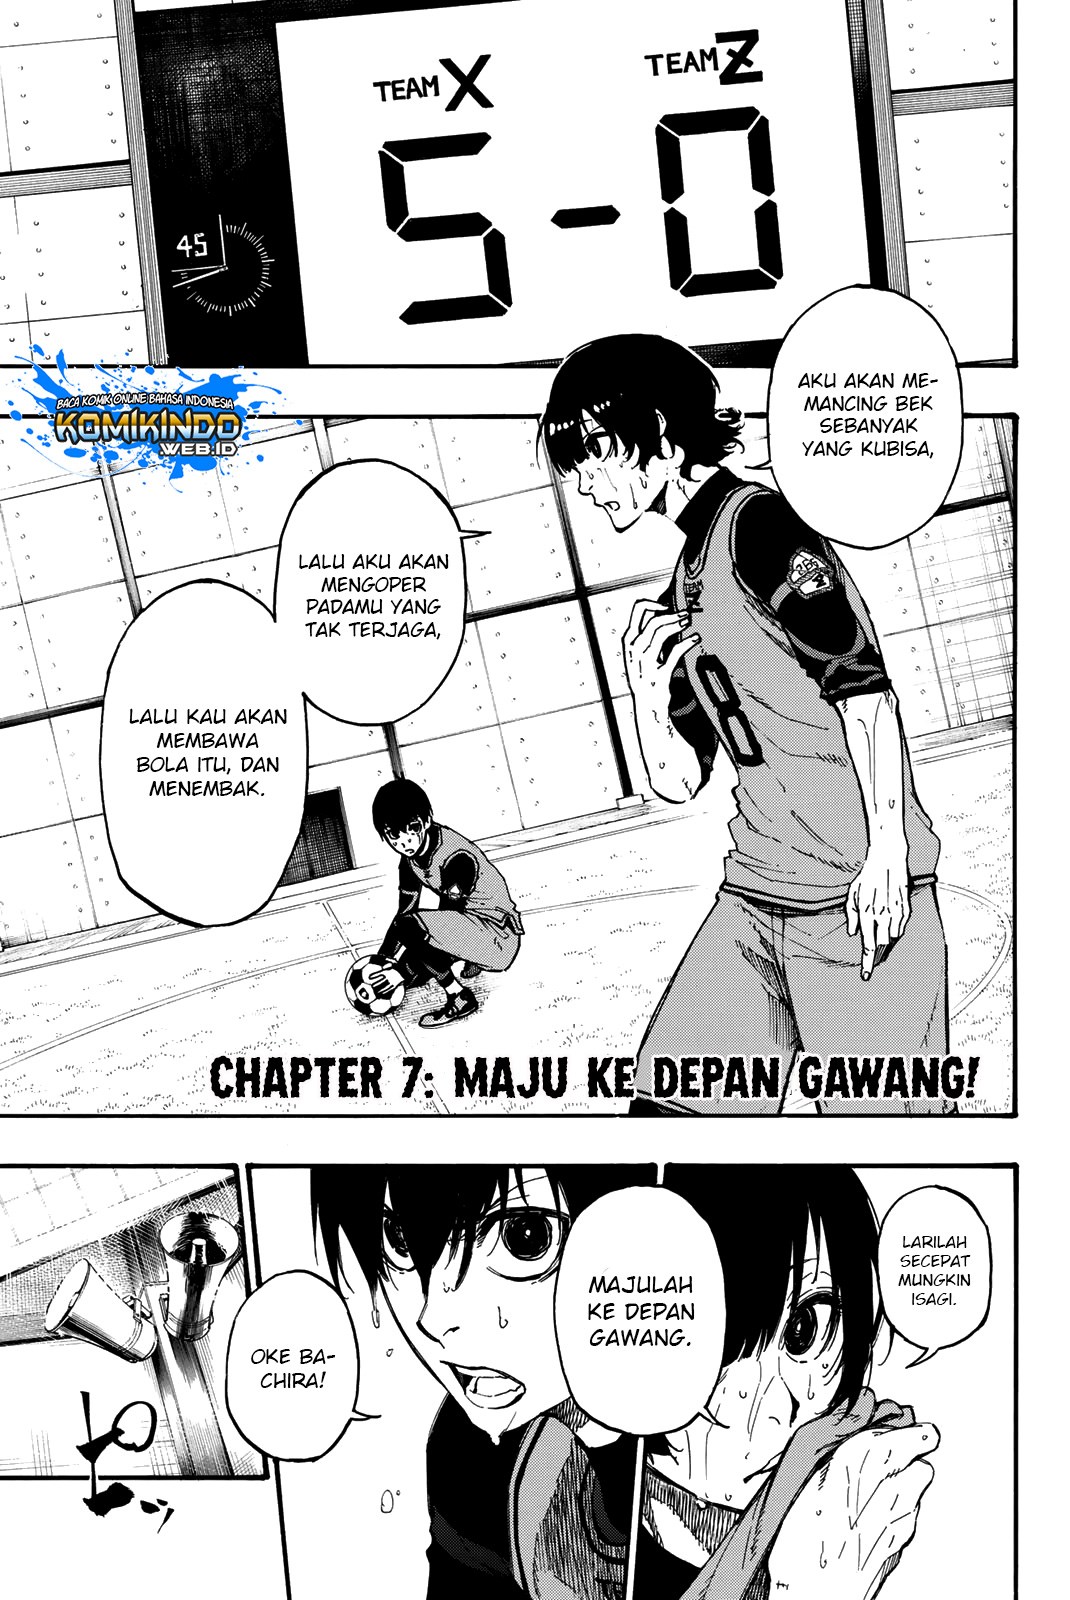 TEAM X
TEAM Z
5-0
45
BACA KOMIK ONLINE BAHASA INDONESIA
KOMIKINDO
.WEB.ID
AKU AKAN ME-
MANCING BEK
SEBANYAK
YANG KUBISA,
LALU AKU AKAN
MENGOPER
PADAMU YANG
TAK TERJAGA,
LALU KAU AKAN
MEMBAWA
BOLA ITU, DAN
MENEMBAK.
TEAM
Z
8
CHAPTER 7: MAJU KE DEPAN GAWANG!
LARILAH
SECEPAT
MUNGKIN
ISAGI.
MAJULAH
KE DEPAN
GAWANG.
OKE BA-
CHIRA!